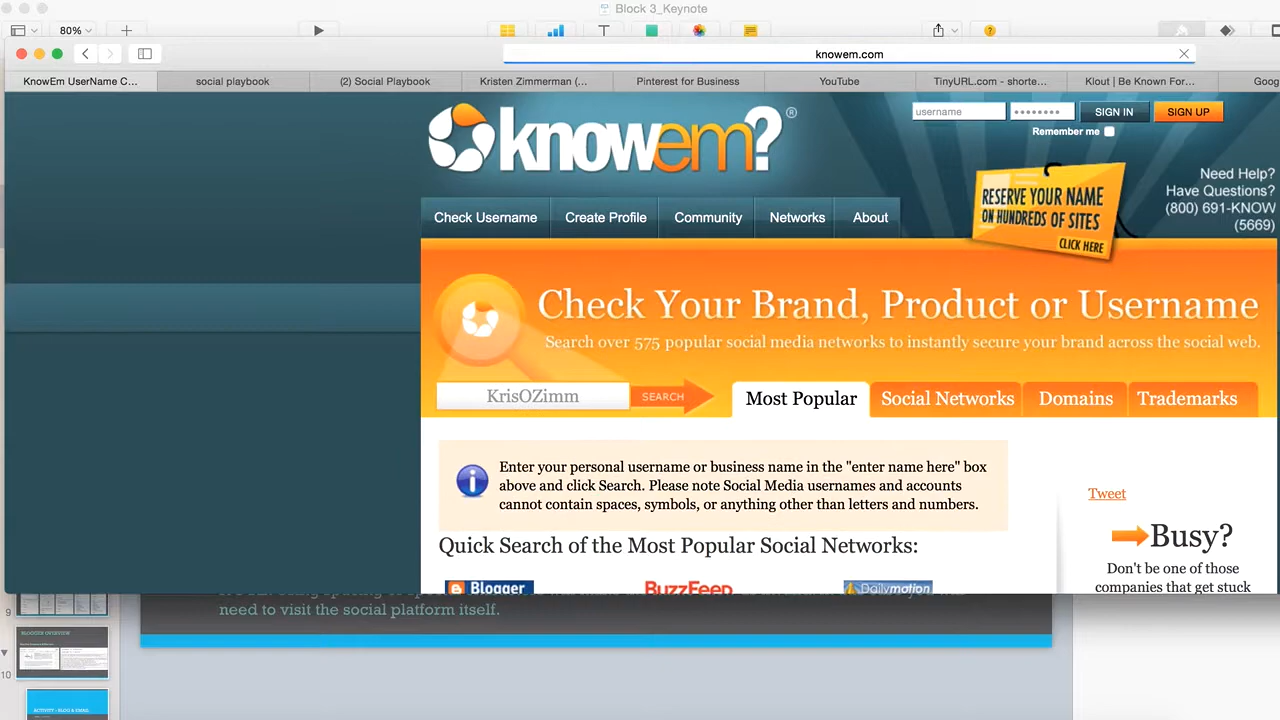 Block 3_Keynote
80%
knowem.com
KnowEm UserName C...
social playbook
(2) Social Playbook
Kristen Zimmerman (...
Pinterest for Business
YouTube
TinyURL.com - shorte...
Klout | Be Known For...
Goog
knowem?®
username
SIGN IN
SIGN UP
Remember me
RESERVE YOUR NAME
ON HUNDREDS OF SITES
CLICK HERE
Need Help?
Have Questions?
(800) 691-KNOW
(5669)
Check Username
Create Profile
Community
Networks
About
Check Your Brand, Product or Username
Search over 575 popular social media networks to instantly secure your brand across the social web.
KrisOZimm
SEARCH
Most Popular
Social Networks
Domains
Trademarks
Enter your personal username or business name in the "enter name here" box
above and click Search. Please note Social Media usernames and accounts
cannot contain spaces, symbols, or anything other than letters and numbers.
Tweet
Busy?
Don't be one of those
companies that get stuck
Quick Search of the Most Popular Social Networks:
Blogger
BuzzFeed
Dailymotion
need to visit the social platform itself.
9
BLOGGER OVERVIEW
10
ACTIVITY - BLOG & EMAIL